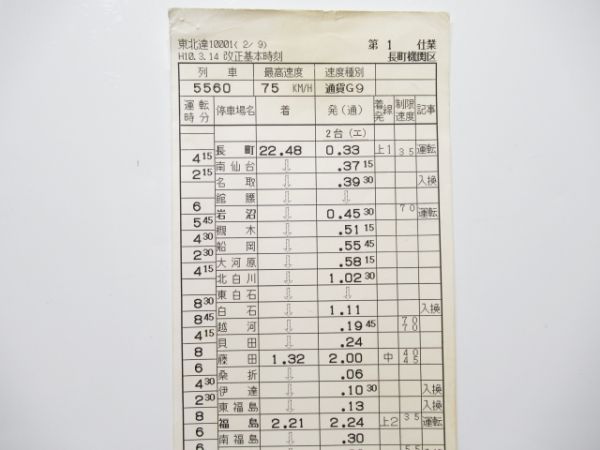 東北達10001( 2/ 9) 第 1 仕業
H10.3.14 改正基本時刻 長町機関区
列 車 最高速度 速度種別
5560 75 KM/H 通貨G9
運転時分 停車場名 着 発(通) 着発線 制限速度 記事
2台(エ)
長町 22.48 0.33 上1 35 運転
4 15
南仙台 ⇩ .37 15
2 15
名取 ⇩ .39 30 入換
館腰 ⇩ ⇩
6
岩沼 ⇩ 0.45 30 70 運転
5 45
槻木 ⇩ .51 15
4 30
船岡 ⇩ .55 45
2 30
大河原 ⇩ .58 15
4 15
北白川 ⇩ 1.02 30
東白石 ⇩ ⇩
8 30
白石 ⇩ 1.11 入換
8 45
越河 ⇩ .19 45 70 70
4 15
貝田 ⇩ .24
8
藤田 1.32 2.00 中 40 45
6
桑折 ⇩ .06
4 30
伊達 ⇩ .10 30 入換
2 30
東福島 ⇩ .13 入換
8
福島 2.21 2.24 上2 35 運転
6
南福島 ⇩ .30
6